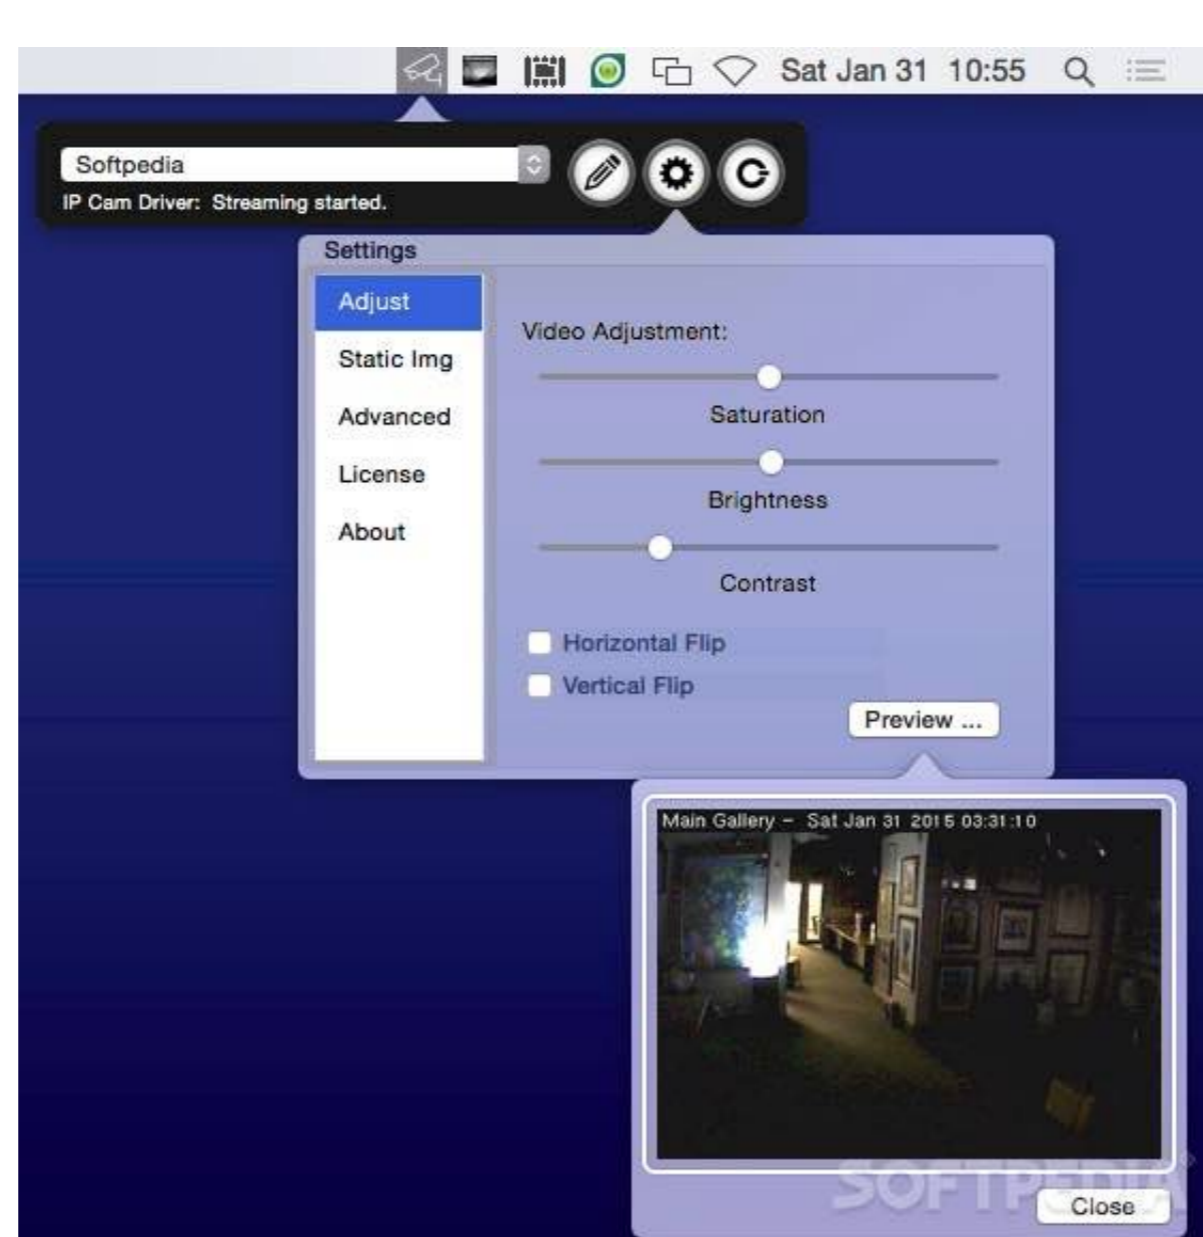 Sat Jan 31 10:55
Softpedia
IP Cam Driver: Streaming started.
Settings
Adjust
Static Img
Advanced
License
About
Video Adjustment:
Saturation
Brightness
Contrast
Horizontal Flip
Vertical Flip
Preview ...
Main Gallery - Sat Jan 31 2015 03:31:10
SOFTPEDIA
Close